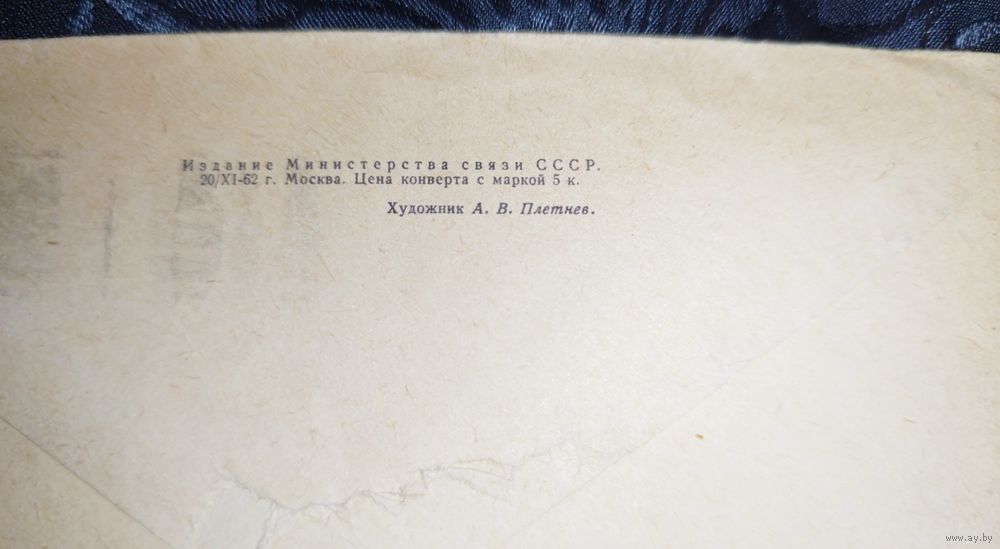 Издание Министерства связи СССР.
20/XI-62 г. Москва. Цена конверта с маркой 5 к.
Художник А. В. Плетнев.
www.ay.by